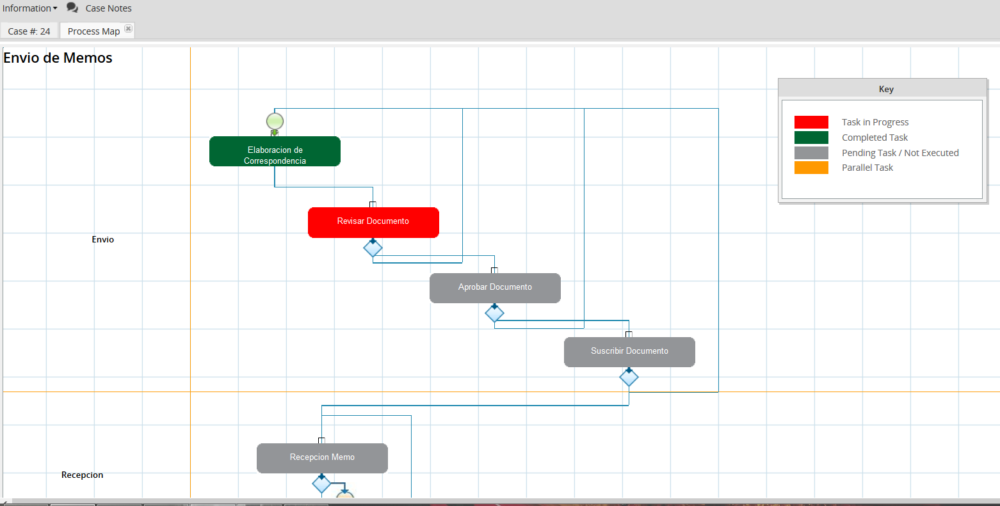 Information
Case Notes
Case #: 24
Process Map
Envio de Memos
Key
Task in Progress
Completed Task
Pending Task / Not Executed
Parallel Task
Elaboracion de
Correspondencia
Revisar Documento
Envio
Aprobar Documento
Suscribir Documento
Recepcion Memo
Recepcion